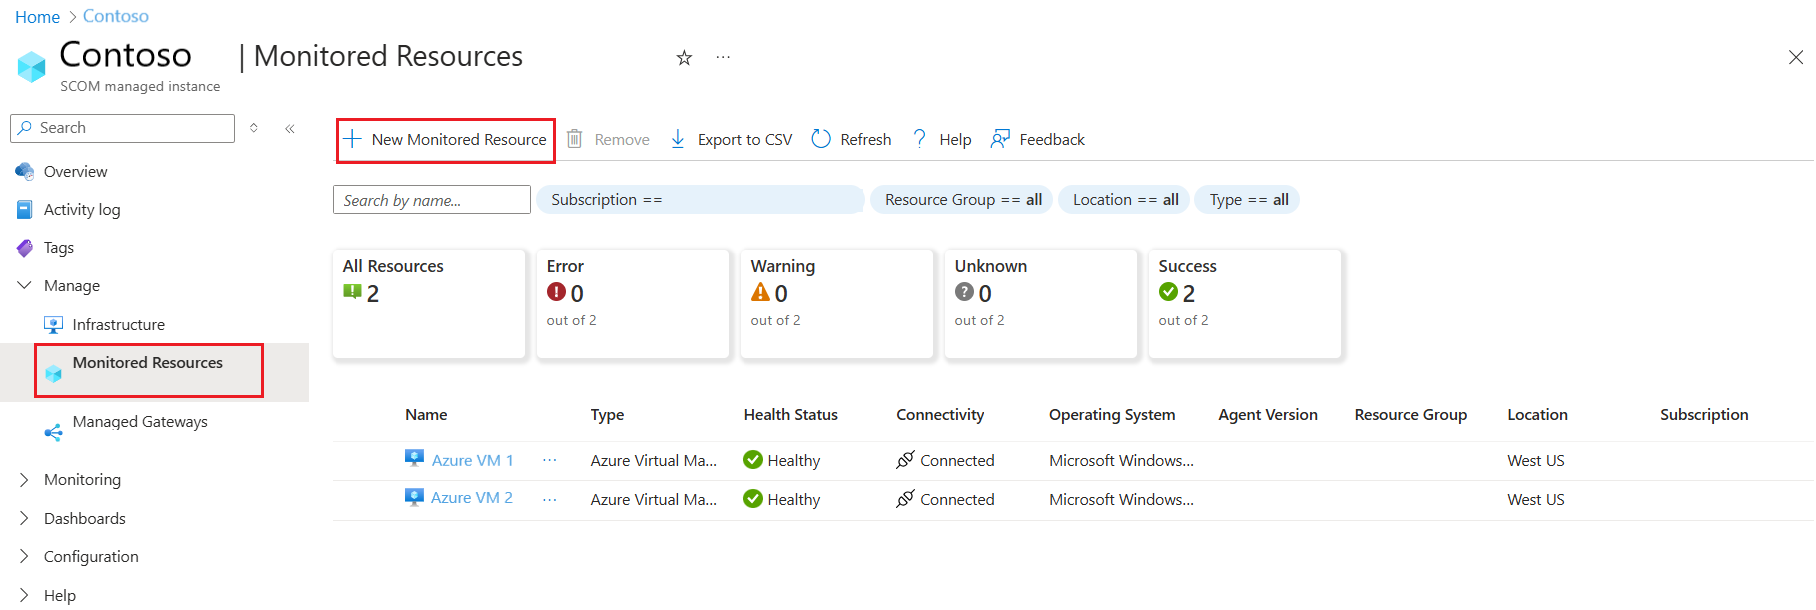 Home > Contoso
Contoso | Monitored Resources
SCOM managed instance
Search
Overview
Activity log
Tags
Manage
Infrastructure
Monitored Resources
Managed Gateways
Monitoring
Dashboards
Configuration
Help
New Monitored Resource Remove Export to CSV Refresh Help Feedback
Search by name... Subscription == Resource Group == all Location == all Type == all
All Resources
2
Error
0
out of 2
Warning
0
out of 2
Unknown
0
out of 2
Success
2
out of 2
Name Type Health Status Connectivity Operating System Agent Version Resource Group Location Subscription
Azure VM 1 ... Azure Virtual Ma... Healthy Connected Microsoft Windows... West US
Azure VM 2 ... Azure Virtual Ma... Healthy Connected Microsoft Windows... West US